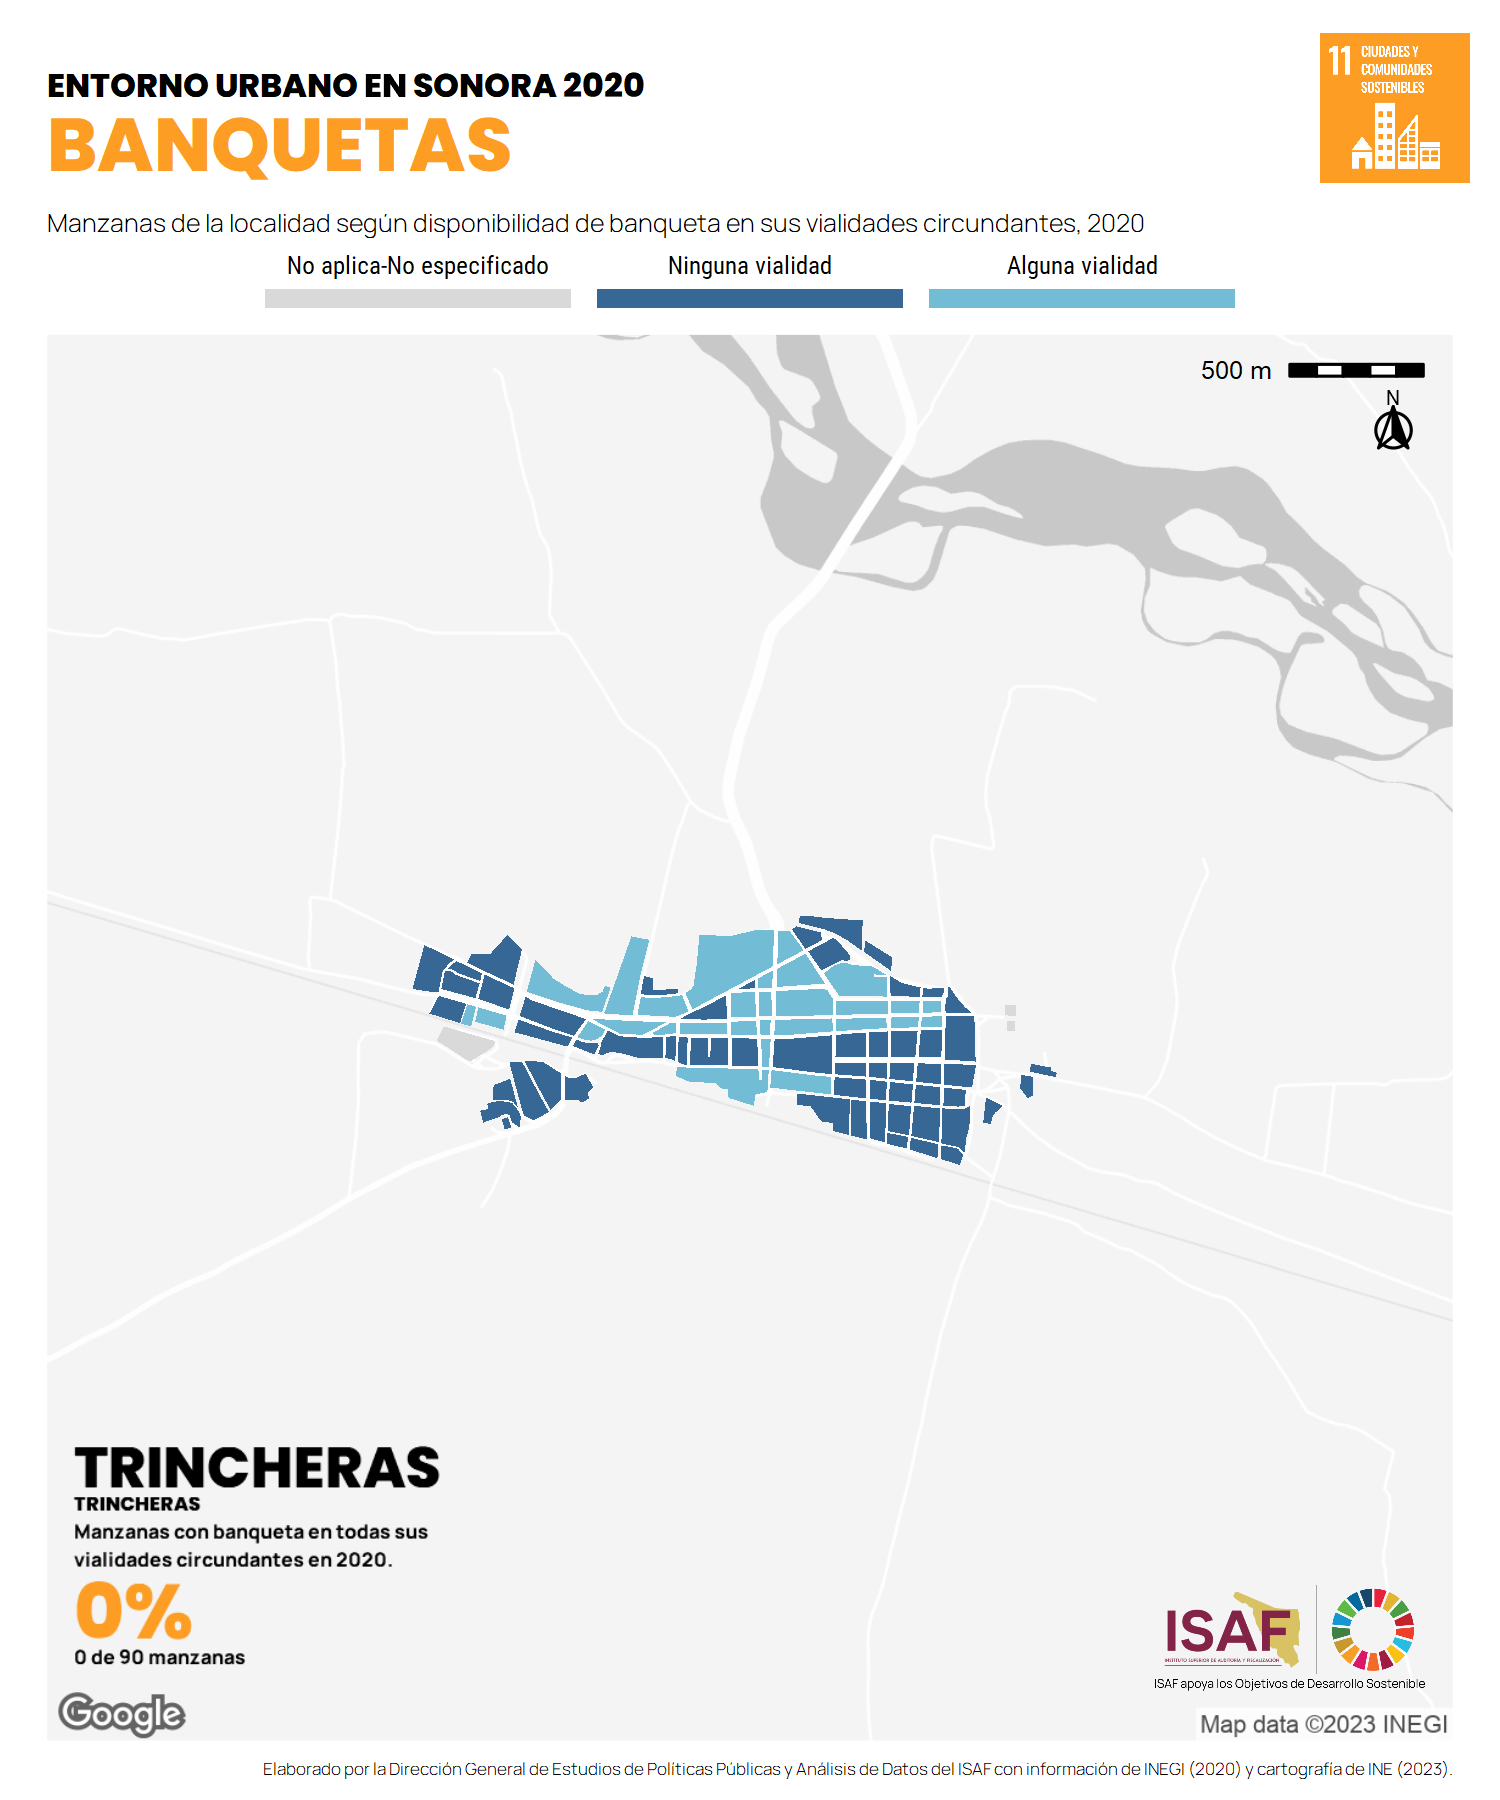 ENTORNO URBANO EN SONORA 2020
BANQUETAS
11 CIUDADES Y
COMUNIDADES
SOSTENIBLES
Manzanas de la localidad según disponibilidad de banqueta en sus vialidades circundantes, 2020
No aplica-No especificado Ninguna vialidad Alguna vialidad
500 m
N
TRINCHERAS
TRINCHERAS
Manzanas con banqueta en todas sus
vialidades circundantes en 2020.
0%
0 de 90 manzanas
ISAF
INSTITUTO SUPERIOR DE AUDITORÍA Y FISCALIZACIÓN
ISAF apoya los Objetivos de Desarrollo Sostenible
Google
Map data ©2023 INEGI
Elaborado por la Dirección General de Estudios de Políticas Públicas y Análisis de Datos del ISAF con información de INEGI (2020) y cartografía de INE (2023).